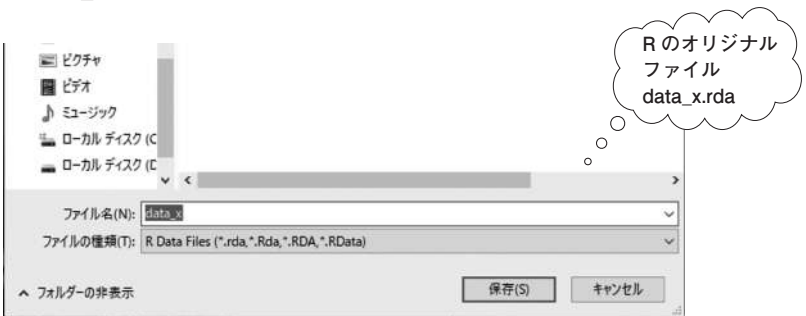 R のオリジナル
ファイル
data_x.rda
ピクチャ
ビデオ
ミュージック
ローカル ディスク (C
ローカル ディスク (D
ファイル名(N): data_x
ファイルの種類(T): R Data Files (*.rda,*.Rda,*.RDA,*.RData)
フォルダーの非表示
保存(S)
キャンセル